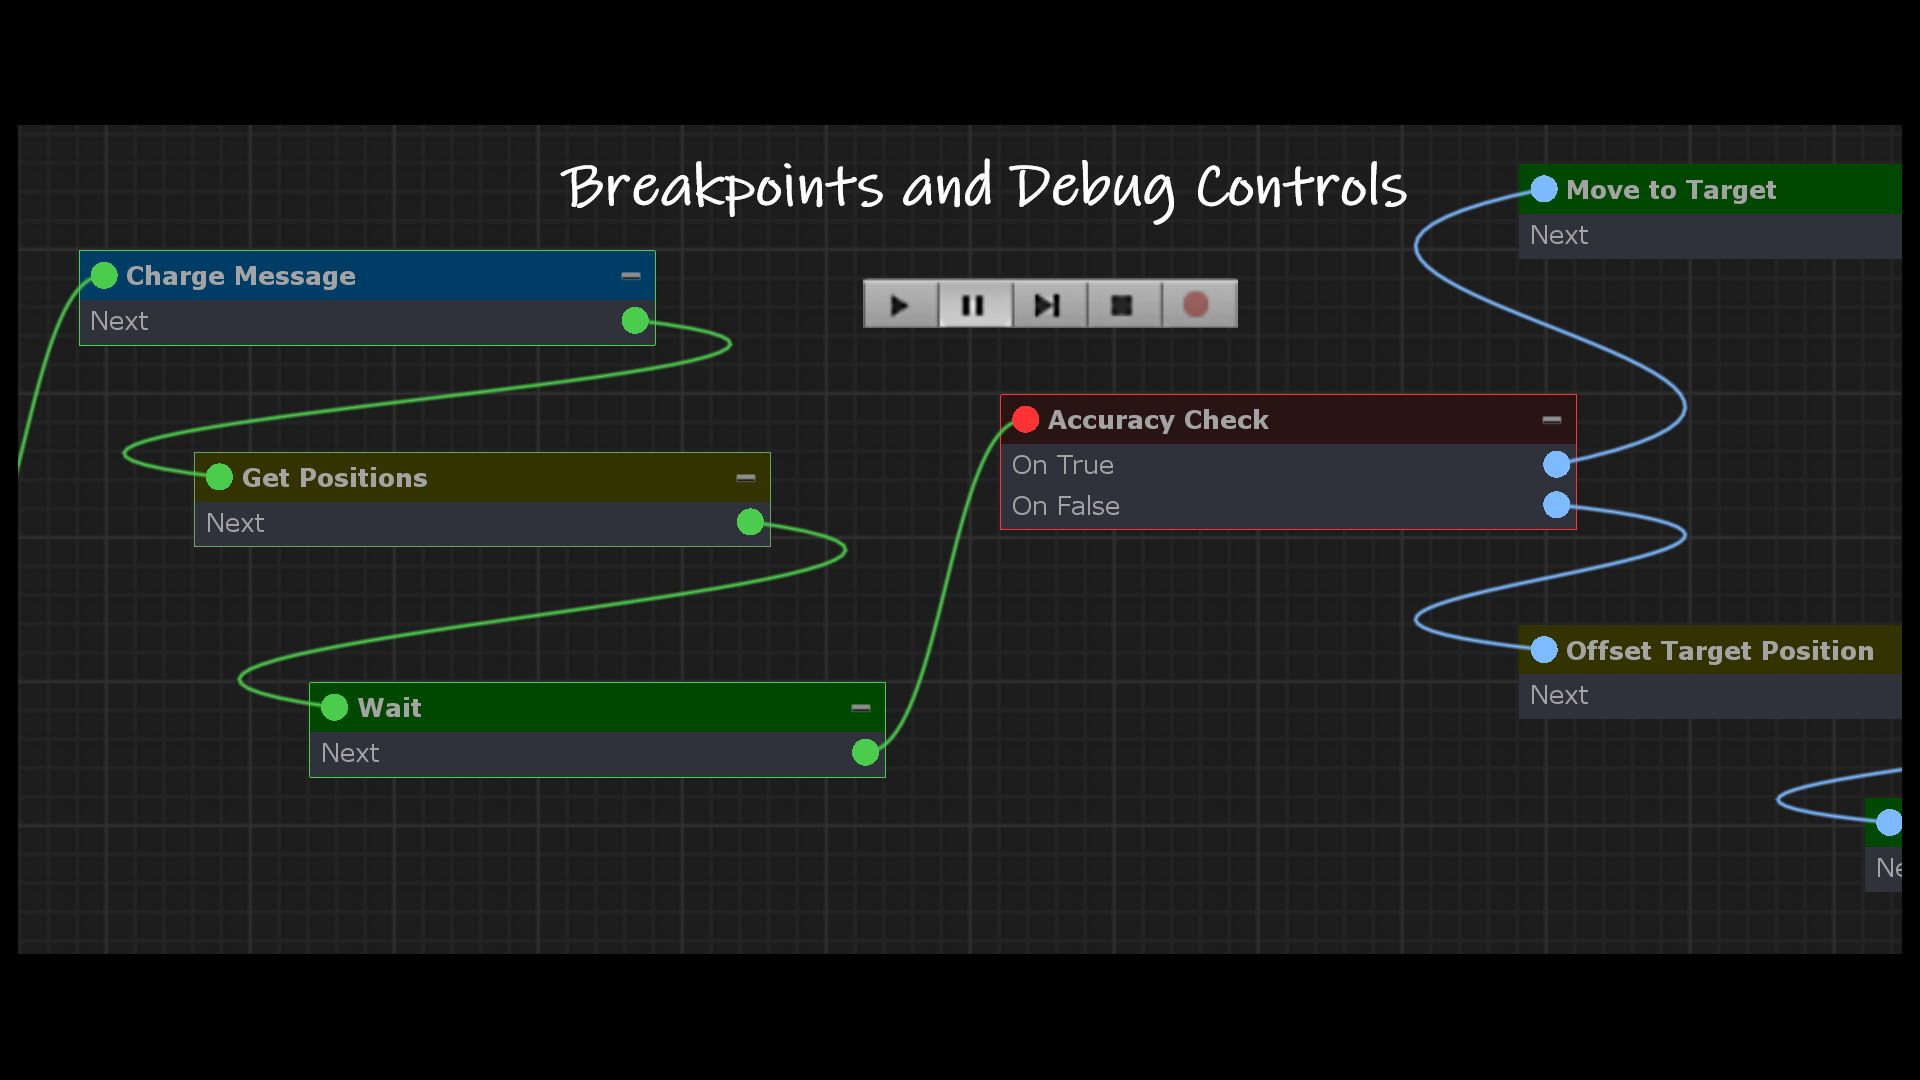 Breakpoints and Debug Controls
Charge Message
Next
Get Positions
Next
Wait
Next
Accuracy Check
On True
On False
Move to Target
Next
Offset Target Position
Next
Ne